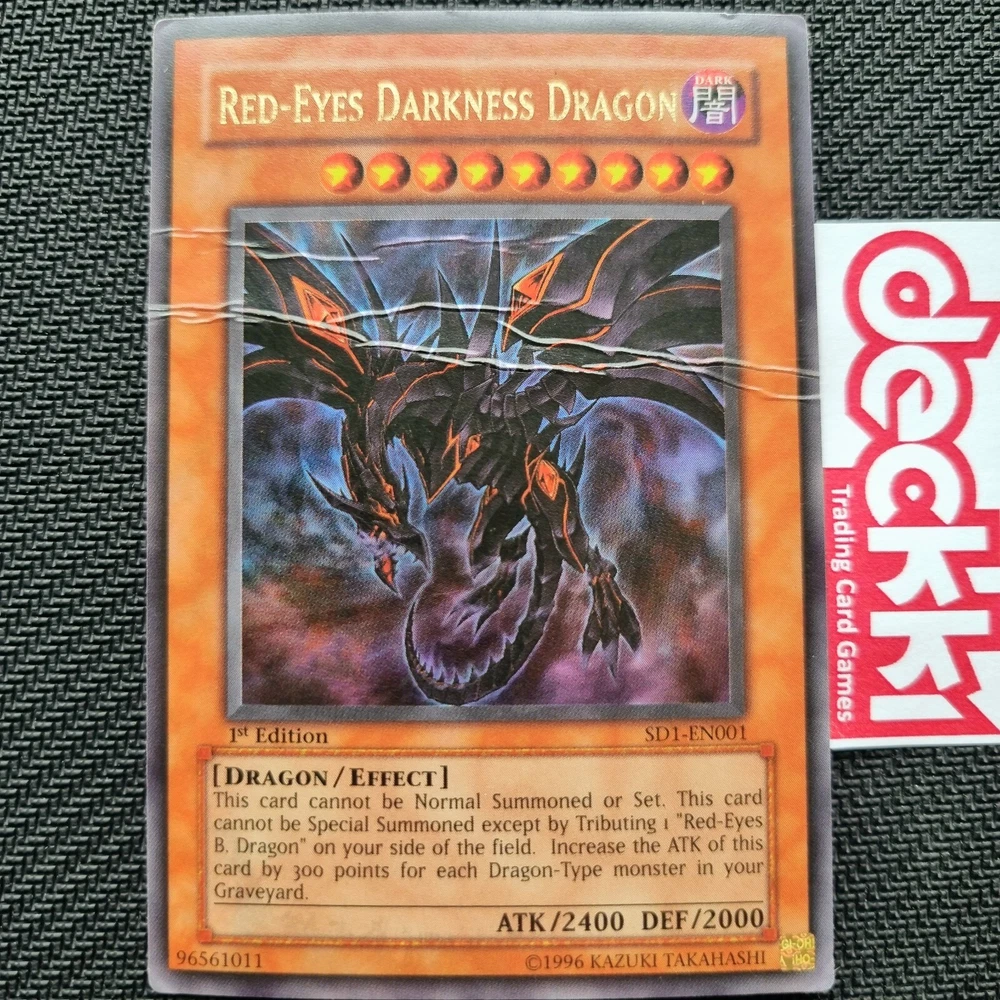 RED-EYES DARKNESS DRAGON
DARK
闇
1st Edition
SD1-EN001
[DRAGON/EFFECT]
This card cannot be Normal Summoned or Set. This card
cannot be Special Summoned except by Tributing 1 "Red-Eyes
B. Dragon" on your side of the field. Increase the ATK of this
card by 300 points for each Dragon-Type monster in your
Graveyard.
ATK/2400 DEF/2000
96561011
©1996 KAZUKI TAKAHASHI
dekki
Trading Card Games